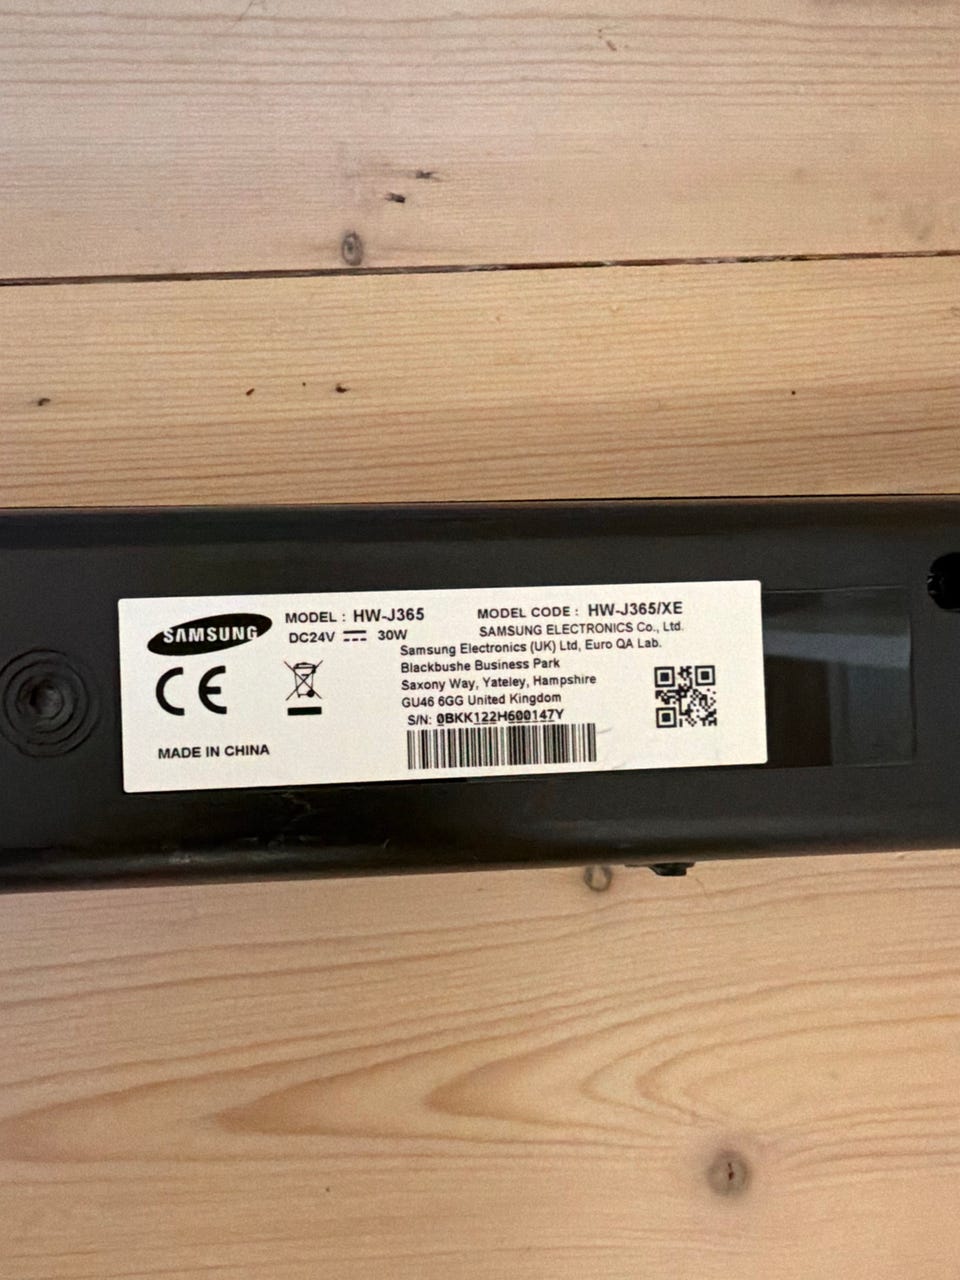 SAMSUNG
MODEL : HW-J365
MODEL CODE : HW-J365/XE
DC24V 30W
SAMSUNG ELECTRONICS Co., Ltd.
Samsung Electronics (UK) Ltd, Euro QA Lab.
Blackbushe Business Park
Saxony Way, Yateley, Hampshire
GU46 6GG United Kingdom
S/N: 0BKK122H600147Y
CE
MADE IN CHINA